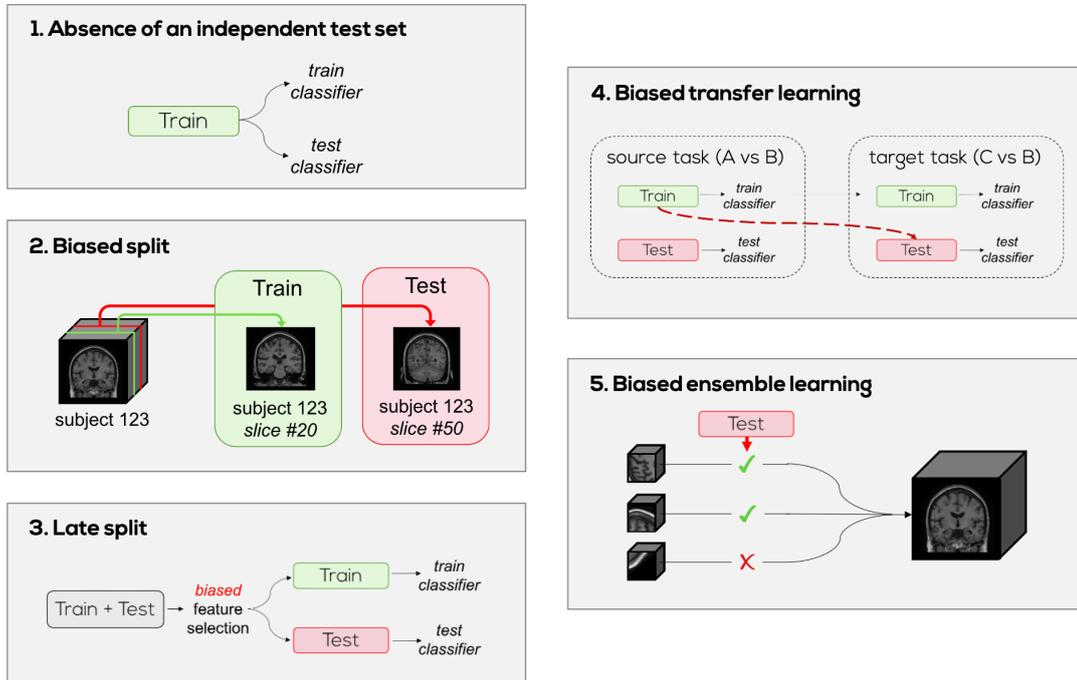 1. Absence of an independent test set
train
classifier
Train
test
classifier
2. Biased split
Train
Test
subject 123
subject 123
slice #20
subject 123
slice #50
3. Late split
Train + Test
biased
feature
selection
Train
train
classifier
Test
test
classifier
4. Biased transfer learning
source task (A vs B)
Train
train
classifier
Test
test
classifier
target task (C vs B)
Train
train
classifier
Test
test
classifier
5. Biased ensemble learning
Test